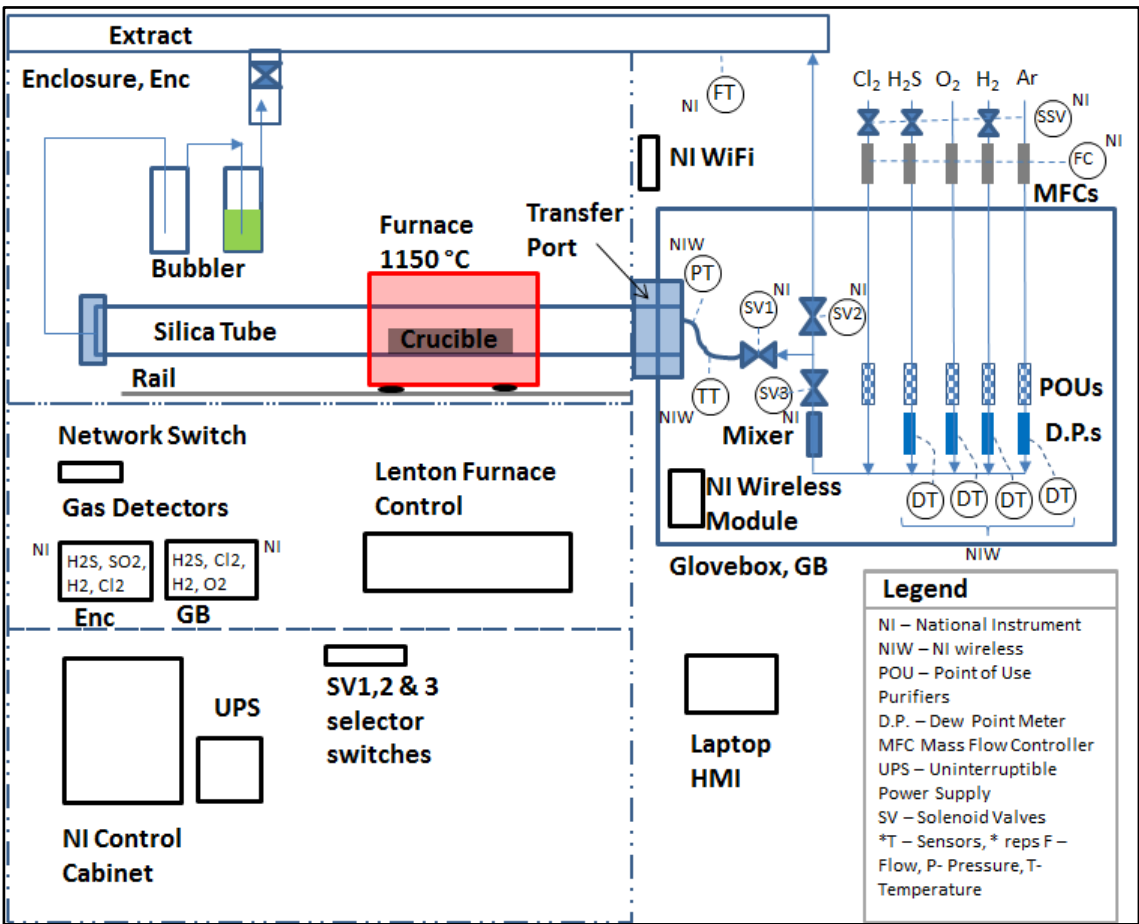 Extract
Enclosure, Enc
FT
NI
Cl2 H2S O2 H2 Ar
NI
SSV
NI
FC
MFCs
NI WiFi
Transfer
Port
Furnace
1150 °C
Bubbler
NIW
PT
NI
SV1
NI
SV2
Silica Tube
Crucible
Rail
TT
NIW
SV3
NI
Mixer
POUs
D.P.s
DT DT DT DT
NIW
NI Wireless
Module
Glovebox, GB
Network Switch
Gas Detectors
NI
H2S, SO2,
H2, Cl2
Enc
H2S, Cl2,
H2, O2
GB
NI
Lenton Furnace
Control
SV1,2 & 3
selector
switches
UPS
NI Control
Cabinet
Laptop
HMI
Legend
NI – National Instrument
NIW – NI wireless
POU – Point of Use
Purifiers
D.P. – Dew Point Meter
MFC Mass Flow Controller
UPS – Uninterruptible
Power Supply
SV – Solenoid Valves
*T – Sensors, * reps F –
Flow, P- Pressure, T-
Temperature